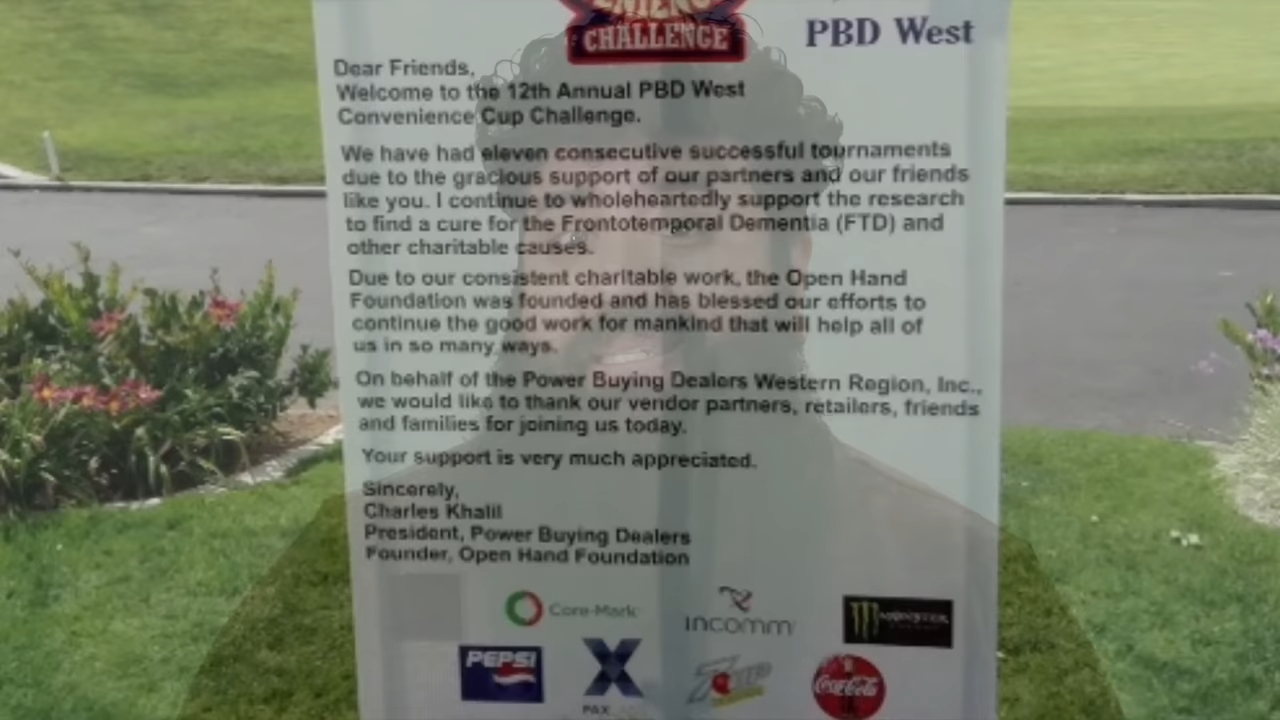 CHALLENGE
PBD West
Dear Friends,
Welcome to the 12th Annual PBD West
Convenience Cup Challenge.
We have had eleven consecutive successful tournaments
due to the gracious support of our partners and our friends
like you. I continue to wholeheartedly support the research
to find a cure for the Frontotemporal Dementia (FTD) and
other charitable causes.
Due to our consistent charitable work, the Open Hand
Foundation was founded and has blessed our efforts to
continue the good work for mankind that will help all of
us in so many ways.
On behalf of the Power Buying Dealers Western Region, Inc.,
we would like to thank our vendor partners, retailers, friends
and families for joining us today.
Your support is very much appreciated.
Sincerely,
Charles Khalil
President, Power Buying Dealers
Founder, Open Hand Foundation
Core-Mark
incomm
MONSTER
PEPSI
X
PAX
7
Coca-Cola